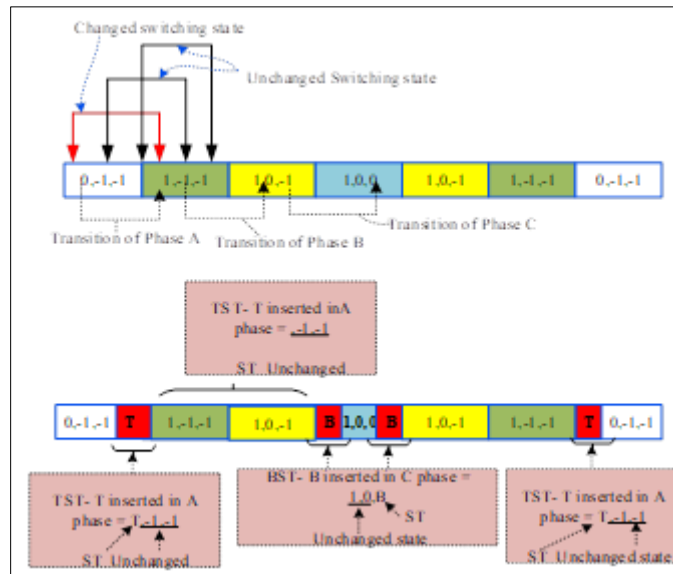 Changed switching state
Unchanged Switching state
0,-1,-1 1,-1,-1 1,0,-1 1,0,0 1,0,-1 1,-1,-1 0,-1,-1
Transition of Phase A Transition of Phase B Transition of Phase C
TST- T inserted inA
phase = ,-1,-1
ST Unchanged
0,-1,-1 T 1,-1,-1 1,0,-1 B 1,0,0 B 1,0,-1 1,-1,-1 T 0,-1,-1
TST- T inserted in A
phase = T,-1,-1
ST Unchanged
BST- B inserted in C phase =
1,0,B
ST
Unchanged state
TST- T inserted in A
phase = T,-1,-1
ST Unchanged state